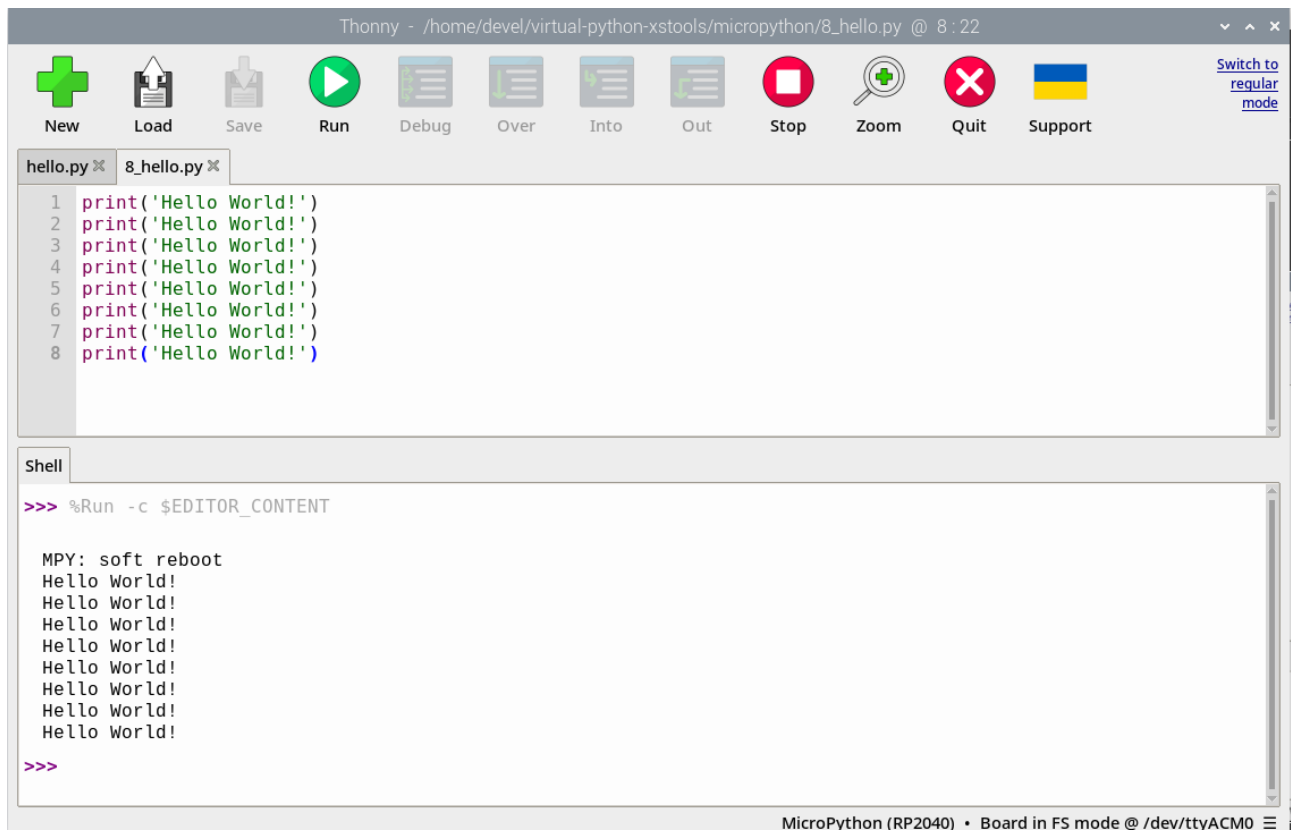 Thonny - /home/devel/virtual-python-xstools/micropython/8_hello.py @ 8 : 22
New Load Save Run Debug Over Into Out Stop Zoom Quit Support
Switch to
regular
mode
hello.py 8_hello.py
1 print('Hello World!')
2 print('Hello World!')
3 print('Hello World!')
4 print('Hello World!')
5 print('Hello World!')
6 print('Hello World!')
7 print('Hello World!')
8 print('Hello World!')
Shell
>>> %Run -c $EDITOR_CONTENT
MPY: soft reboot
Hello World!
Hello World!
Hello World!
Hello World!
Hello World!
Hello World!
Hello World!
Hello World!
>>>
MicroPython (RP2040) • Board in FS mode @ /dev/ttyACM0 ☰